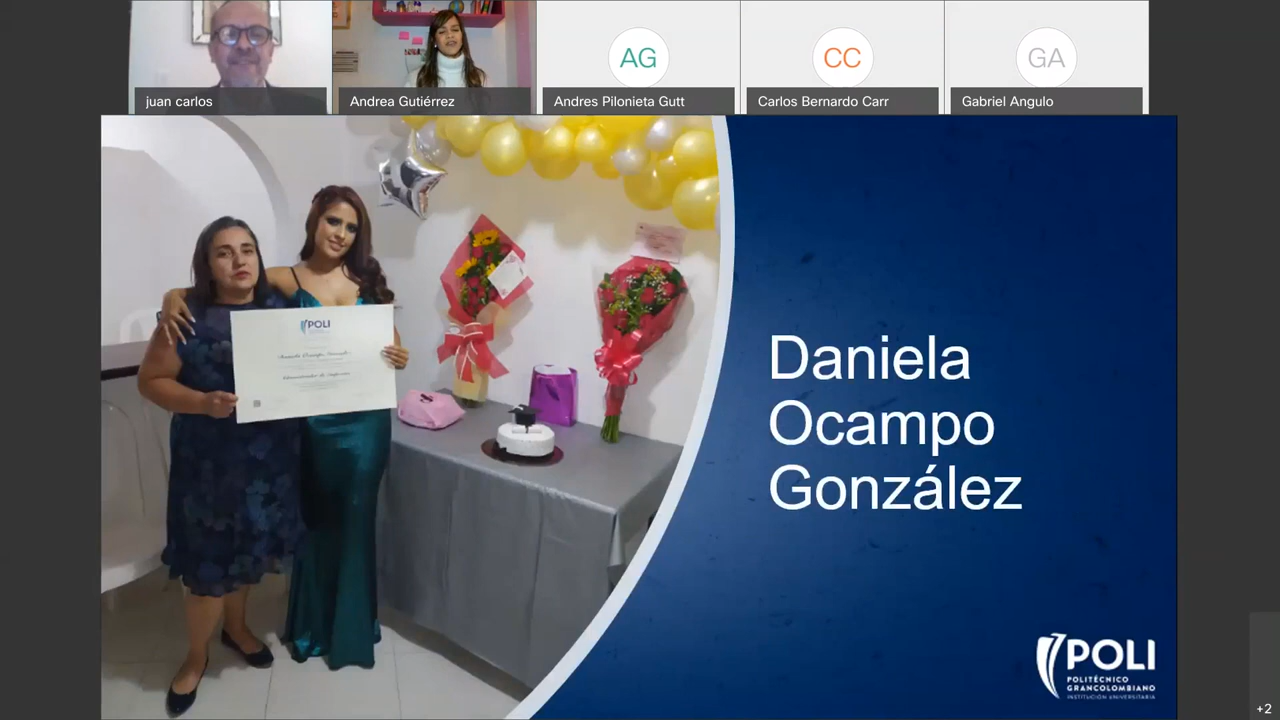 juan carlos
Andrea Gutiérrez
AG
Andres Pilonieta Gutt
CC
Carlos Bernardo Carr
GA
Gabriel Angulo
POLI
Daniela
Ocampo
González
POLI
POLITÉCNICO
GRANCOLOMBIANO
INSTITUCIÓN UNIVERSITARIA
+2